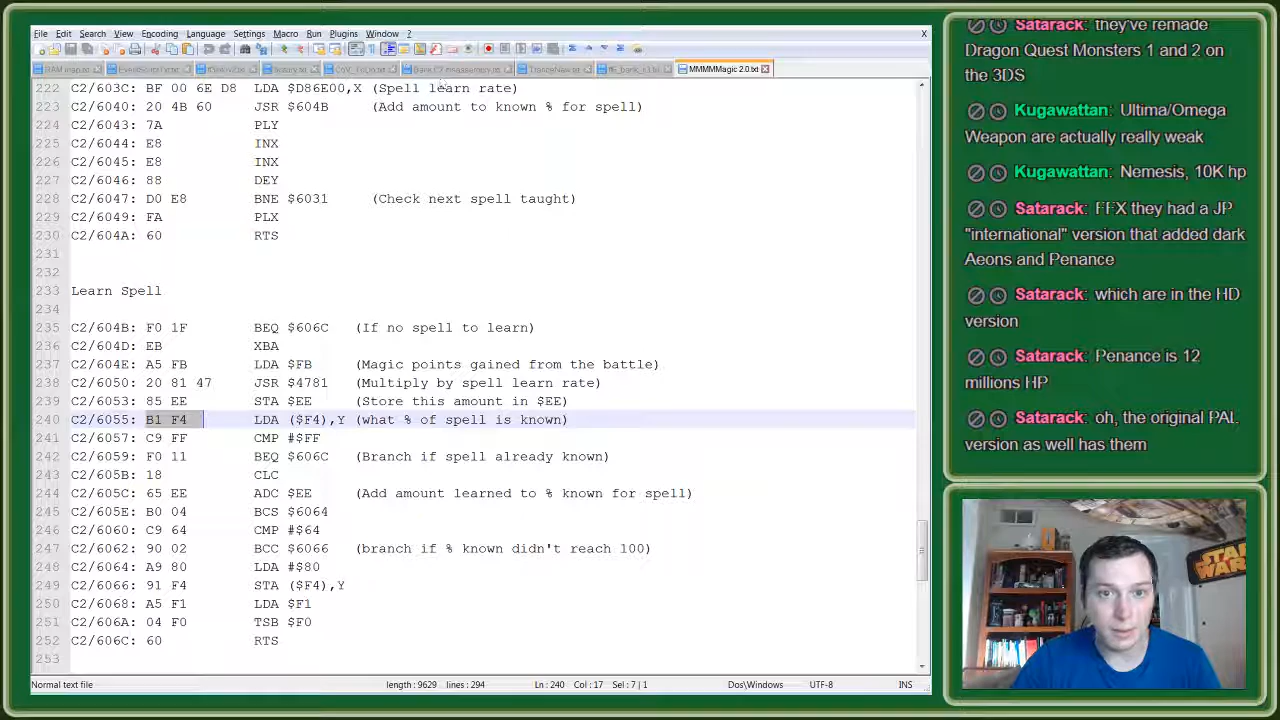 File Edit Search View Encoding Language Settings Macro Run Plugins Window ? X
MMMMagic 2.0.txt
222 C2/603C: BF 00 6E D8 LDA $D86E00,X (Spell learn rate)
223 C2/6040: 20 4B 60 JSR $604B (Add amount to known % for spell)
224 C2/6043: 7A PLY
225 C2/6044: E8 INX
226 C2/6045: E8 INX
227 C2/6046: 88 DEY
228 C2/6047: D0 E8 BNE $6031 (Check next spell taught)
229 C2/6049: FA PLX
230 C2/604A: 60 RTS
231
232
233 Learn Spell
234
235 C2/604B: F0 1F BEQ $606C (If no spell to learn)
236 C2/604D: EB XBA
237 C2/604E: A5 FB LDA $FB (Magic points gained from the battle)
238 C2/6050: 20 81 47 JSR $4781 (Multiply by spell learn rate)
239 C2/6053: 85 EE STA $EE (Store this amount in $EE)
240 C2/6055: B1 F4 LDA ($F4),Y (what % of spell is known)
241 C2/6057: C9 FF CMP #$FF
242 C2/6059: F0 11 BEQ $606C (Branch if spell already known)
243 C2/605B: 18 CLC
244 C2/605C: 65 EE ADC $EE (Add amount learned to % known for spell)
245 C2/605E: B0 04 BCS $6064
246 C2/6060: C9 64 CMP #$64
247 C2/6062: 90 02 BCC $6066 (branch if % known didn't reach 100)
248 C2/6064: A9 80 LDA #$80
249 C2/6066: 91 F4 STA ($F4),Y
250 C2/6068: A5 F1 LDA $F1
251 C2/606A: 04 F0 TSB $F0
252 C2/606C: 60 RTS
253
Normal text file length : 9629 lines : 294 Ln : 240 Col : 17 Sel : 7 | 1 Dos\Windows UTF-8 INS
Satarack: they've remade
Dragon Quest Monsters 1 and 2 on
the 3DS
Kugawattan: Ultima/Omega
Weapon are actually really weak
Kugawattan: Nemesis, 10K hp
Satarack: FFX they had a JP
"international" version that added dark
Aeons and Penance
Satarack: which are in the HD
version
Satarack: Penance is 12
millions HP
Satarack: oh, the original PAL
version as well has them
STAR
WARS